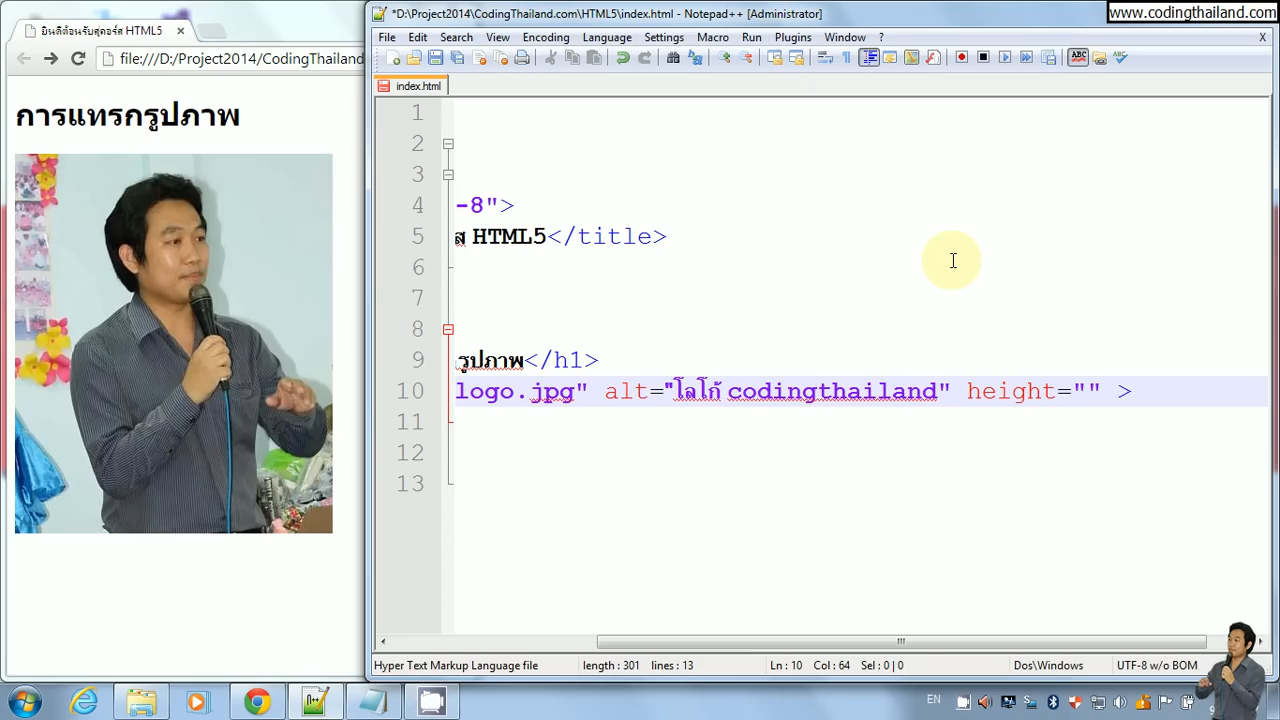 www.codingthailand.com
ยินดีต้อนรับสู่คอร์ส HTML5
file:///D:/Project2014/CodingThailand
การแทรกรูปภาพ
*D:\Project2014\CodingThailand.com\HTML5\index.html - Notepad++ [Administrator]
File Edit Search View Encoding Language Settings Macro Run Plugins Window ? X
index.html
1
2
3
4 -8">
5 ส HTML5</title>
6
7
8
9 รูปภาพ</h1>
10 logo.jpg" alt="โลโก้ codingthailand" height="" >
11
12
13
Hyper Text Markup Language file length : 301 lines : 13 Ln : 10 Col : 64 Sel : 0 | 0 Dos\Windows UTF-8 w/o BOM
EN